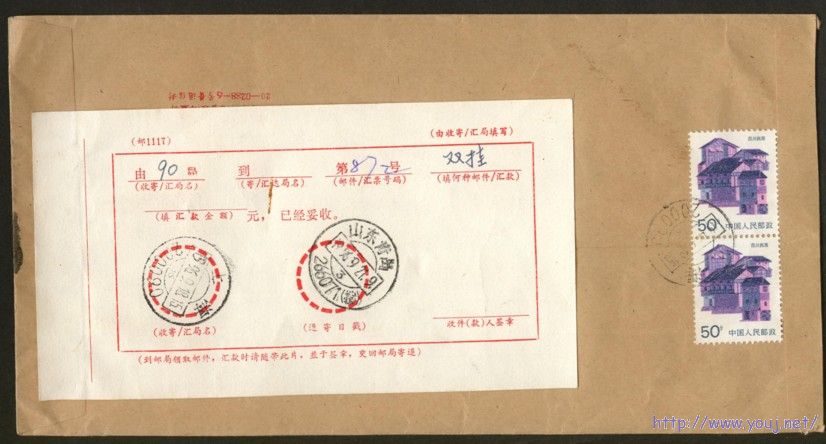 (邮1117)
(由收寄/汇局填写)
由 90 局 到 第 872 号 双挂
(收寄/汇局名) (寄/汇达局名) (邮件/汇票号码) (填何种邮件/汇款)
(填汇款金额) 元，已经妥收。
山东青岛
3
(收寄/汇局名) (送寄日戳) 收件(款)人签章
(到邮局领取邮件，汇款时请随带此片，并于签章，交回邮局寄退)
四川民居
50分 中国人民邮政
四川民居
50分 中国人民邮政
http://www.youj.net/